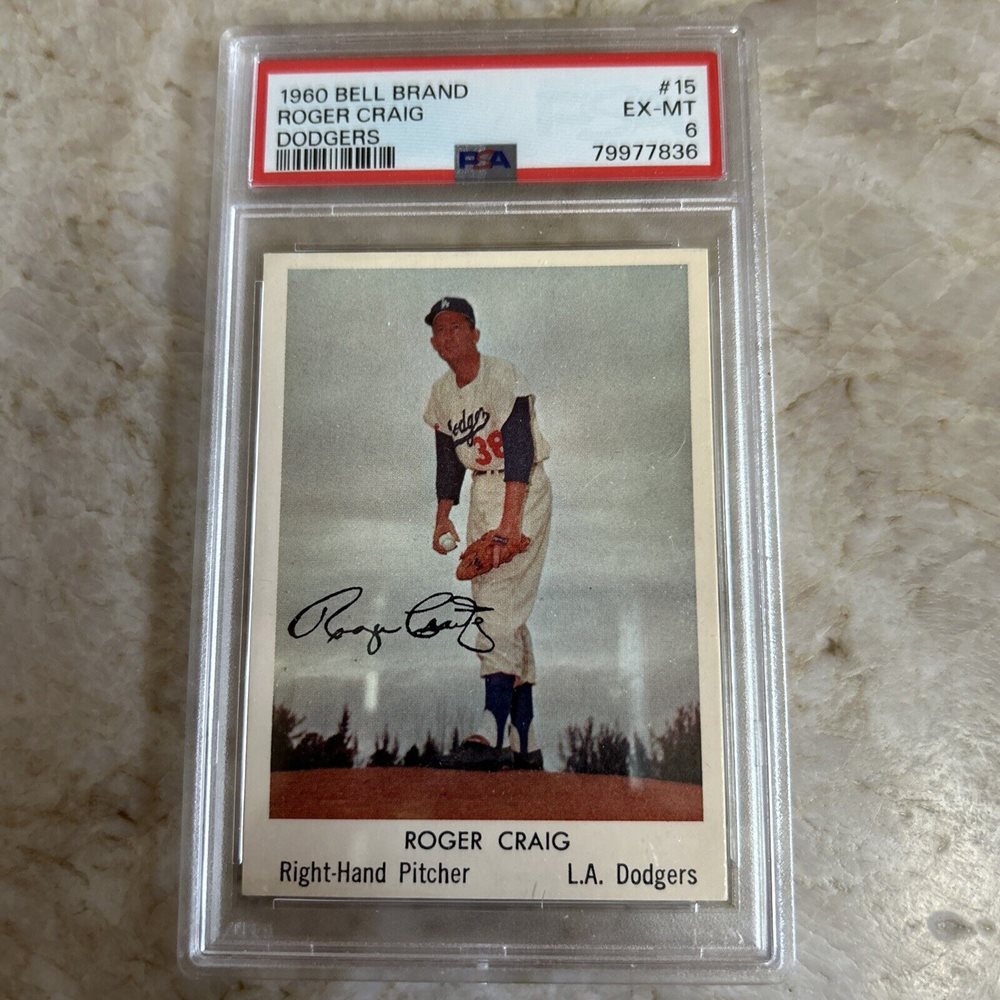 1960 BELL BRAND #15
ROGER CRAIG EX-MT
DODGERS 6
PSA 79977836
LA
Dodgers
38
Roger Craig
ROGER CRAIG
Right-Hand Pitcher L.A. Dodgers